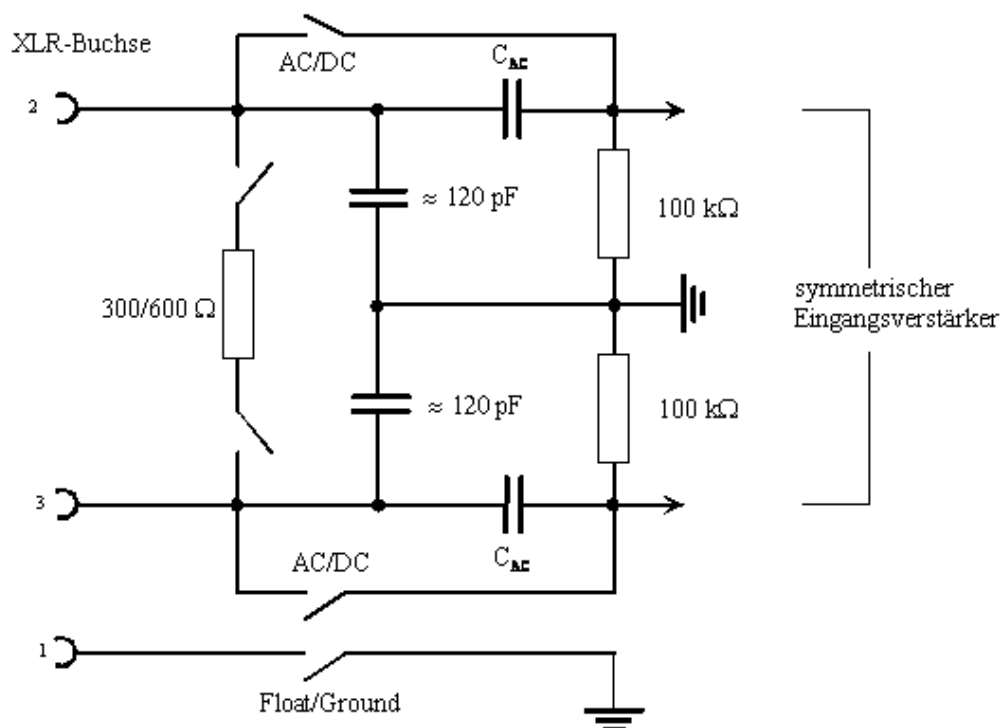 XLR-Buchse
AC/DC
C_AC
2
≈ 120 pF
100 kΩ
300/600 Ω
symmetrischer
Eingangsverstärker
≈ 120 pF
100 kΩ
3
C_AC
AC/DC
1
Float/Ground